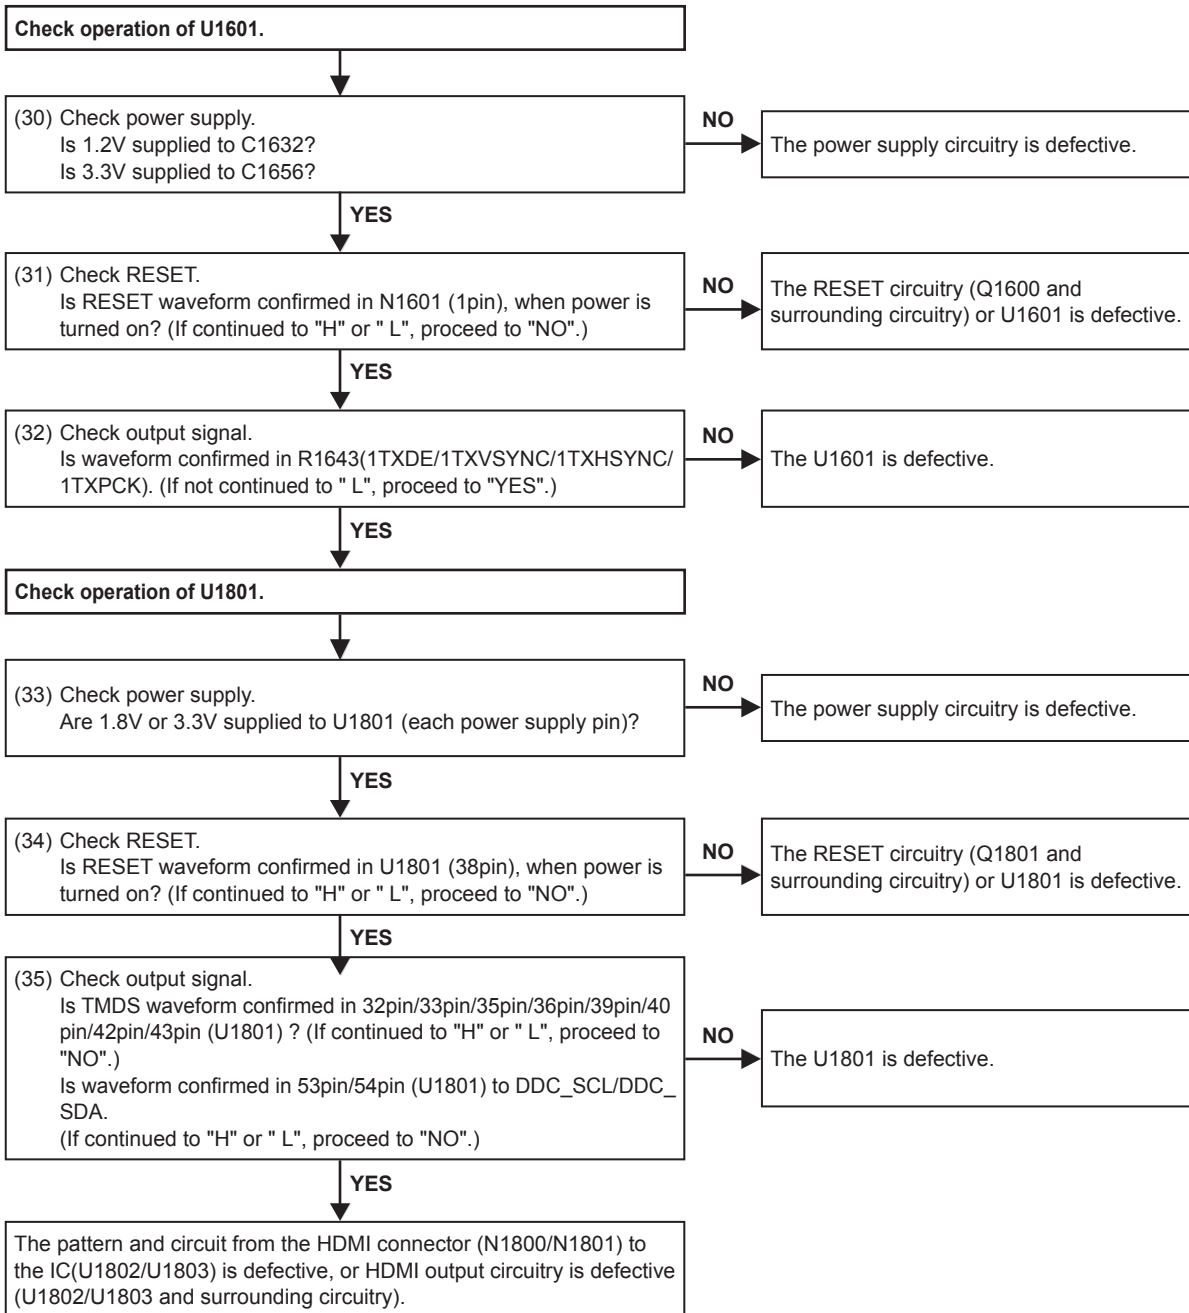 Check operation of U1601.
(30) Check power supply.
Is 1.2V supplied to C1632?
Is 3.3V supplied to C1656?
NO
The power supply circuitry is defective.
YES
(31) Check RESET.
Is RESET waveform confirmed in N1601 (1pin), when power is
turned on? (If continued to "H" or " L", proceed to "NO".)
NO
The RESET circuitry (Q1600 and
surrounding circuitry) or U1601 is defective.
YES
(32) Check output signal.
Is waveform confirmed in R1643(1TXDE/1TXVSYNC/1TXHSYNC/
1TXPCK). (If not continued to " L", proceed to "YES".)
NO
The U1601 is defective.
YES
Check operation of U1801.
(33) Check power supply.
Are 1.8V or 3.3V supplied to U1801 (each power supply pin)?
NO
The power supply circuitry is defective.
YES
(34) Check RESET.
Is RESET waveform confirmed in U1801 (38pin), when power is
turned on? (If continued to "H" or " L", proceed to "NO".)
NO
The RESET circuitry (Q1801 and
surrounding circuitry) or U1801 is defective.
YES
(35) Check output signal.
Is TMDS waveform confirmed in 32pin/33pin/35pin/36pin/39pin/40
pin/42pin/43pin (U1801) ? (If continued to "H" or " L", proceed to
"NO".)
Is waveform confirmed in 53pin/54pin (U1801) to DDC_SCL/DDC_
SDA.
(If continued to "H" or " L", proceed to "NO".)
NO
The U1801 is defective.
YES
The pattern and circuit from the HDMI connector (N1800/N1801) to
the IC(U1802/U1803) is defective, or HDMI output circuitry is defective
(U1802/U1803 and surrounding circuitry).